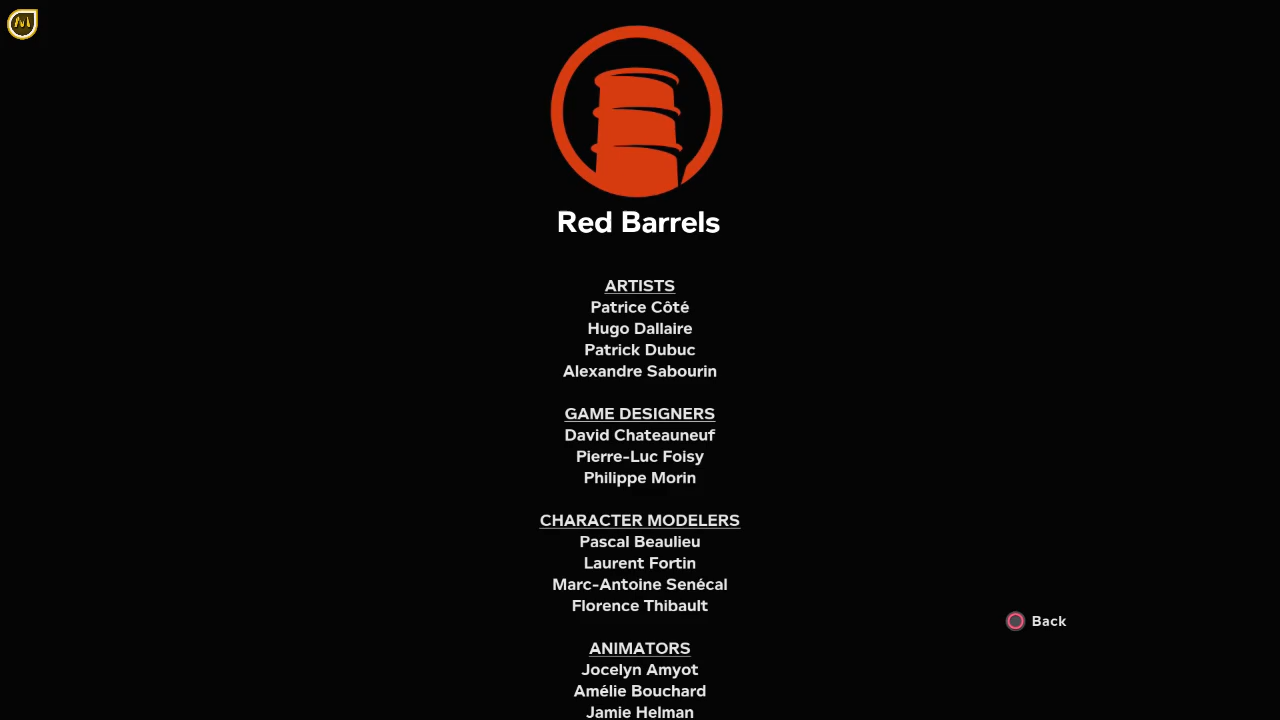 Red Barrels
ARTISTS
Patrice Côté
Hugo Dallaire
Patrick Dubuc
Alexandre Sabourin
GAME DESIGNERS
David Chateauneuf
Pierre-Luc Foisy
Philippe Morin
CHARACTER MODELERS
Pascal Beaulieu
Laurent Fortin
Marc-Antoine Senécal
Florence Thibault
Back
ANIMATORS
Jocelyn Amyot
Amélie Bouchard
Jamie Helman